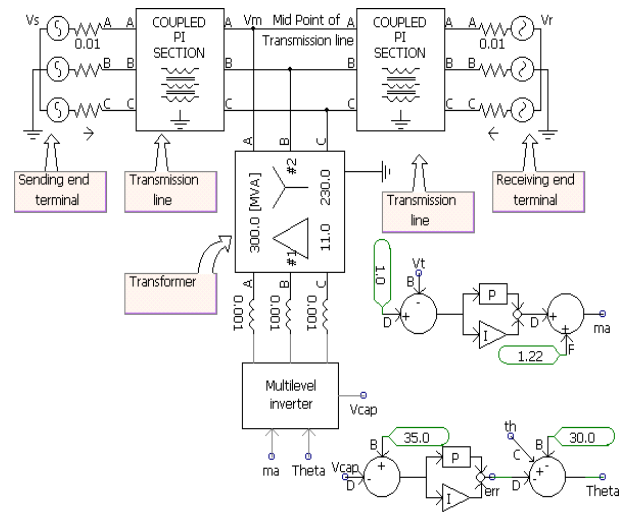 Vs
A
A
COUPLED
PI
SECTION
A
Vm
Mid Point of
Transmission line
A
COUPLED
PI
SECTION
A
A
Vr
0.01
0.01
B
B
B
B
B
B
C
C
C
C
C
C
A
B
C
Sending end
terminal
Transmission
line
Transmission
line
Receiving end
terminal
#2
300.0 [MVA]
230.0
11.0
#1
Transformer
A
B
C
0.001
0.001
0.001
Multilevel
inverter
Vcap
ma
Theta
1.0
Vt
B
D
+
-
P
I
D
+
+
F
ma
1.22
35.0
B
Vcap
D
-
+
P
I
err
th
C
30.0
B
D
-
-
+
Theta